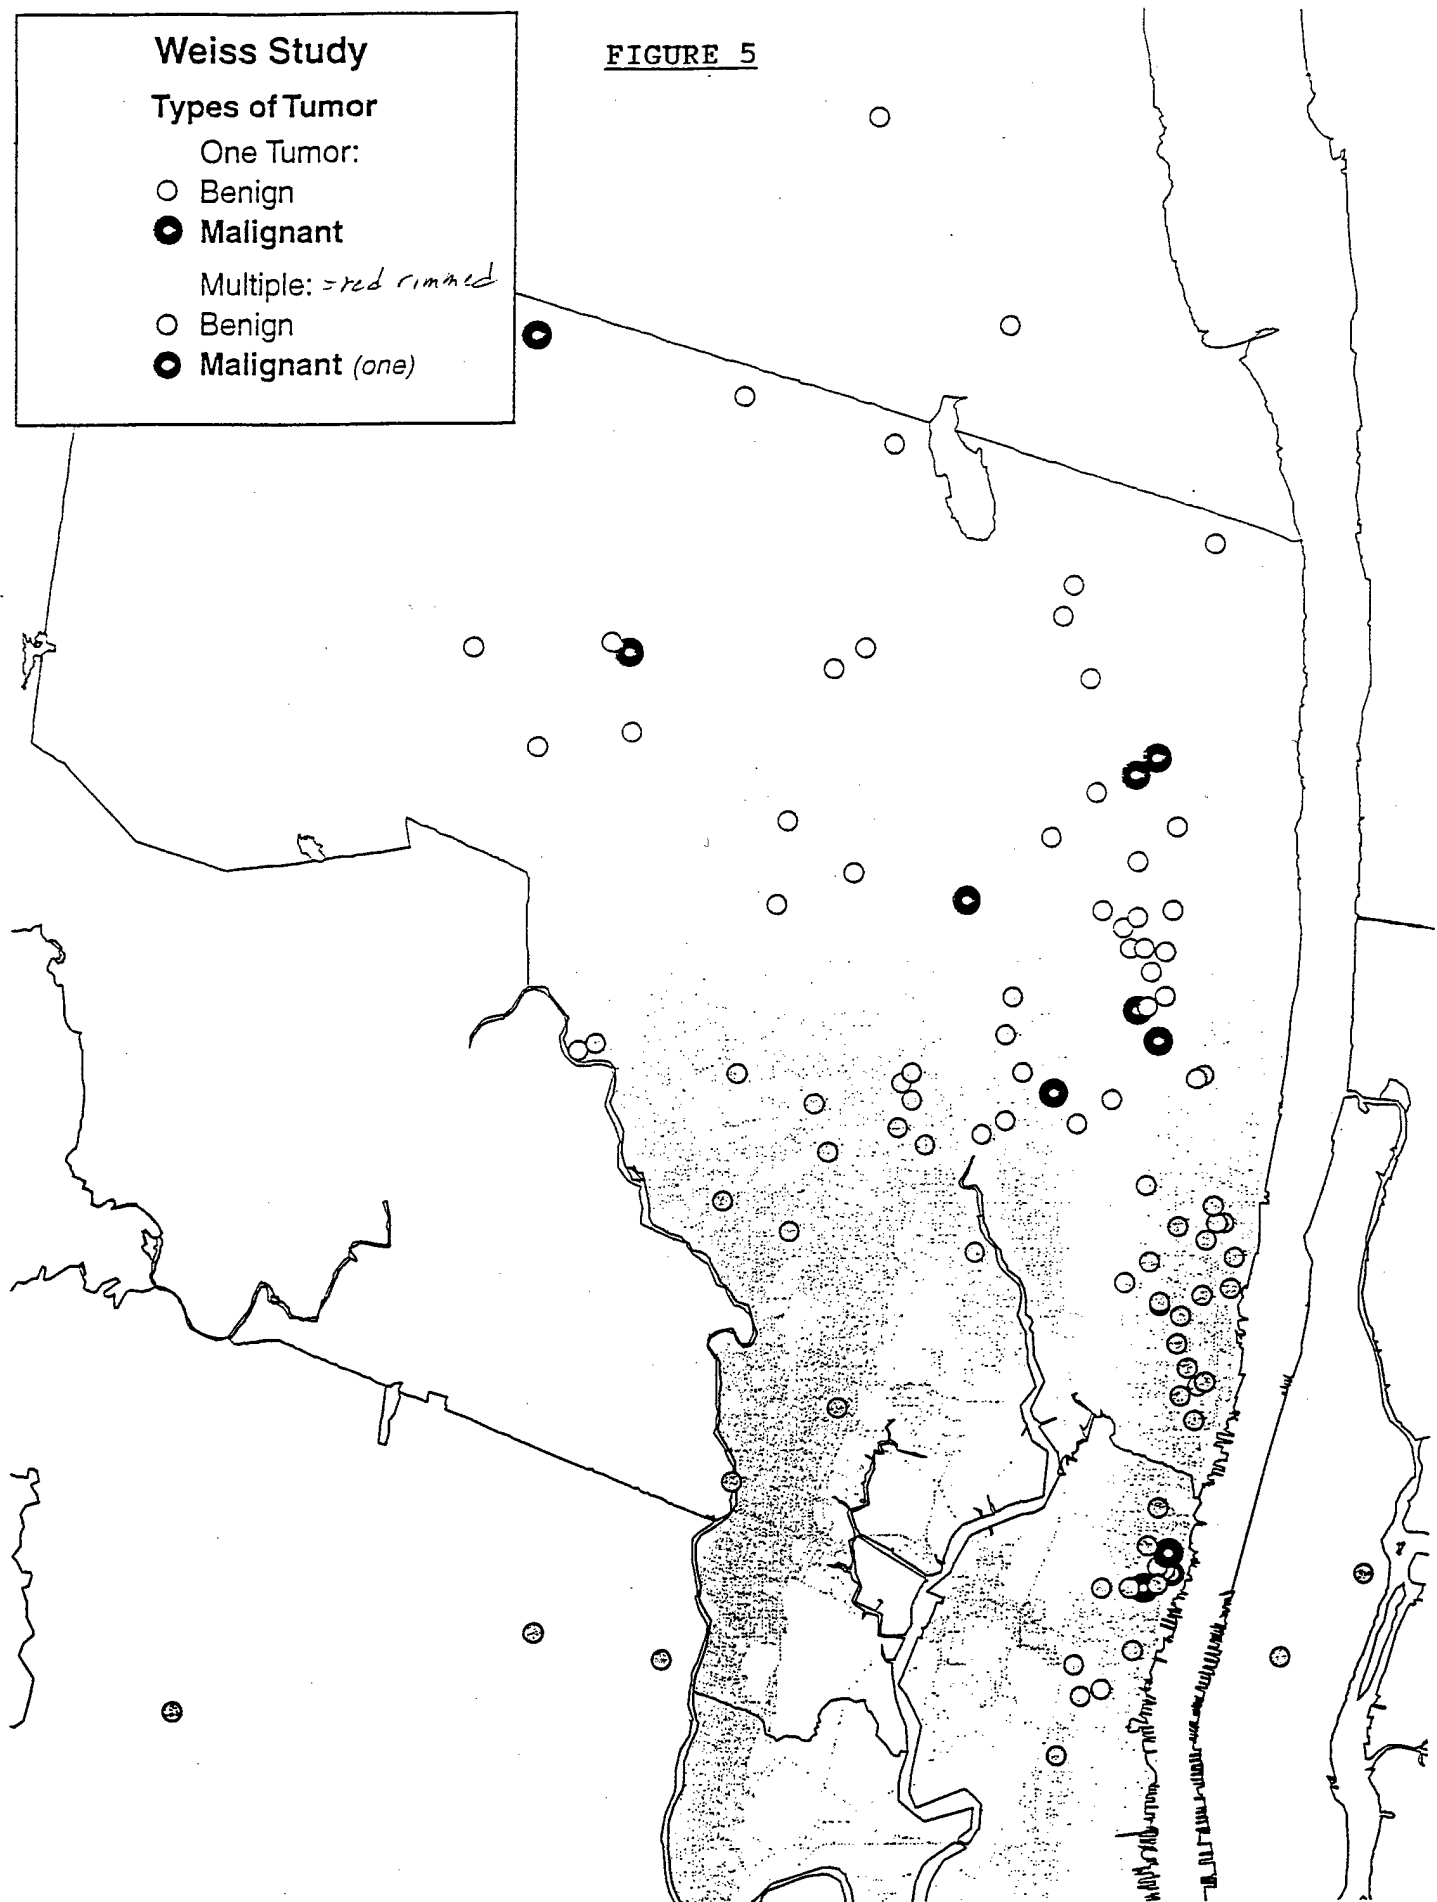 Weiss Study
FIGURE 5
Types of Tumor
One Tumor:
Benign
Malignant
Multiple: =red rimmed
Benign
Malignant (one)